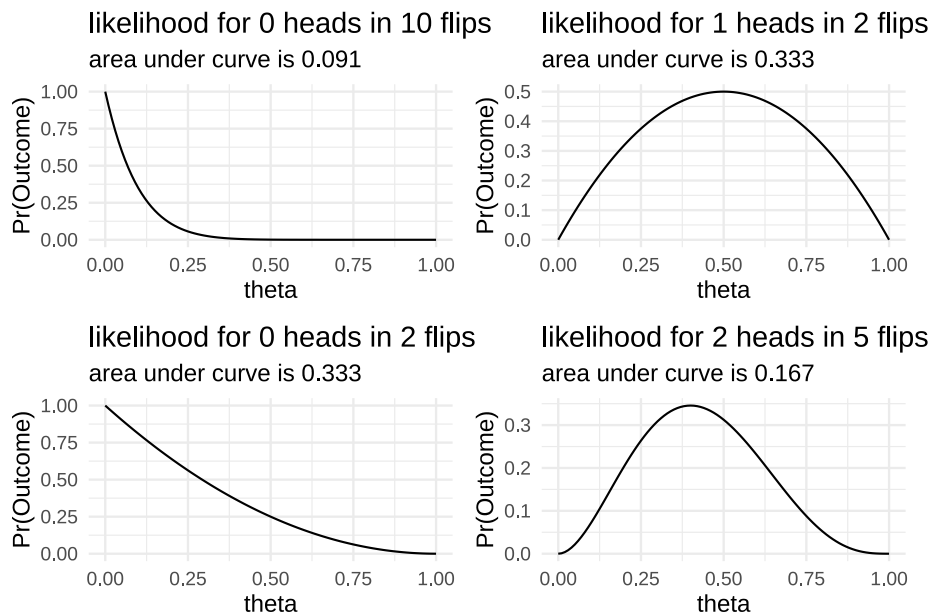 likelihood for 0 heads in 10 flips
area under curve is 0.091
Pr(Outcome)
1.00
0.75
0.50
0.25
0.00
0.00 0.25 0.50 0.75 1.00
theta
likelihood for 1 heads in 2 flips
area under curve is 0.333
Pr(Outcome)
0.5
0.4
0.3
0.2
0.1
0.0
0.00 0.25 0.50 0.75 1.00
theta
likelihood for 0 heads in 2 flips
area under curve is 0.333
Pr(Outcome)
1.00
0.75
0.50
0.25
0.00
0.00 0.25 0.50 0.75 1.00
theta
likelihood for 2 heads in 5 flips
area under curve is 0.167
Pr(Outcome)
0.3
0.2
0.1
0.0
0.00 0.25 0.50 0.75 1.00
theta